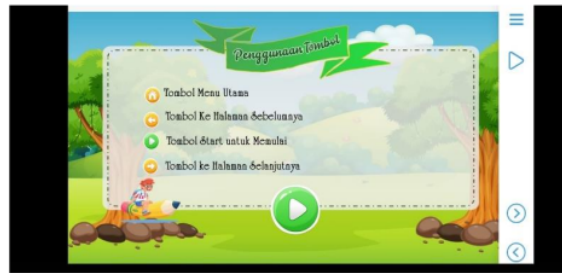 Penggunaan Tombol
Tombol Menu Utama
Tombol Ke Halaman Sebelumnya
Tombol Start untuk Memulai
Tombol ke Halaman Selanjutnya